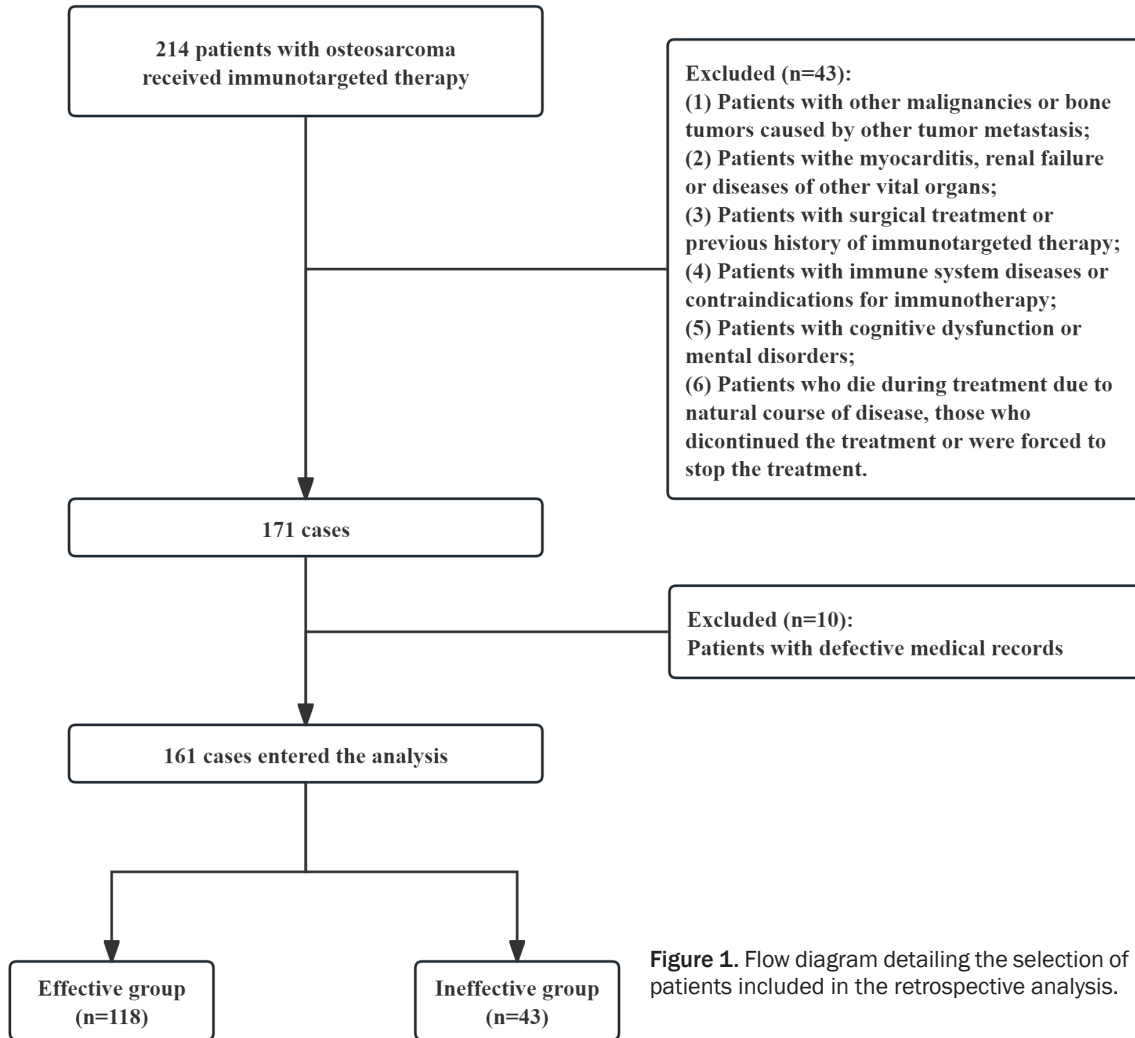 214 patients with osteosarcoma
received immunotargeted therapy
Excluded (n=43):
(1) Patients with other malignancies or bone
tumors caused by other tumor metastasis;
(2) Patients withe myocarditis, renal failure
or diseases of other vital organs;
(3) Patients with surgical treatment or
previous history of immunotargeted therapy;
(4) Patients with immune system diseases or
contraindications for immunotherapy;
(5) Patients with cognitive dysfunction or
mental disorders;
(6) Patients who die during treatment due to
natural course of disease, those who
dicontinued the treatment or were forced to
stop the treatment.
171 cases
Excluded (n=10):
Patients with defective medical records
161 cases entered the analysis
Effective group
(n=118)
Ineffective group
(n=43)
Figure 1. Flow diagram detailing the selection of
patients included in the retrospective analysis.